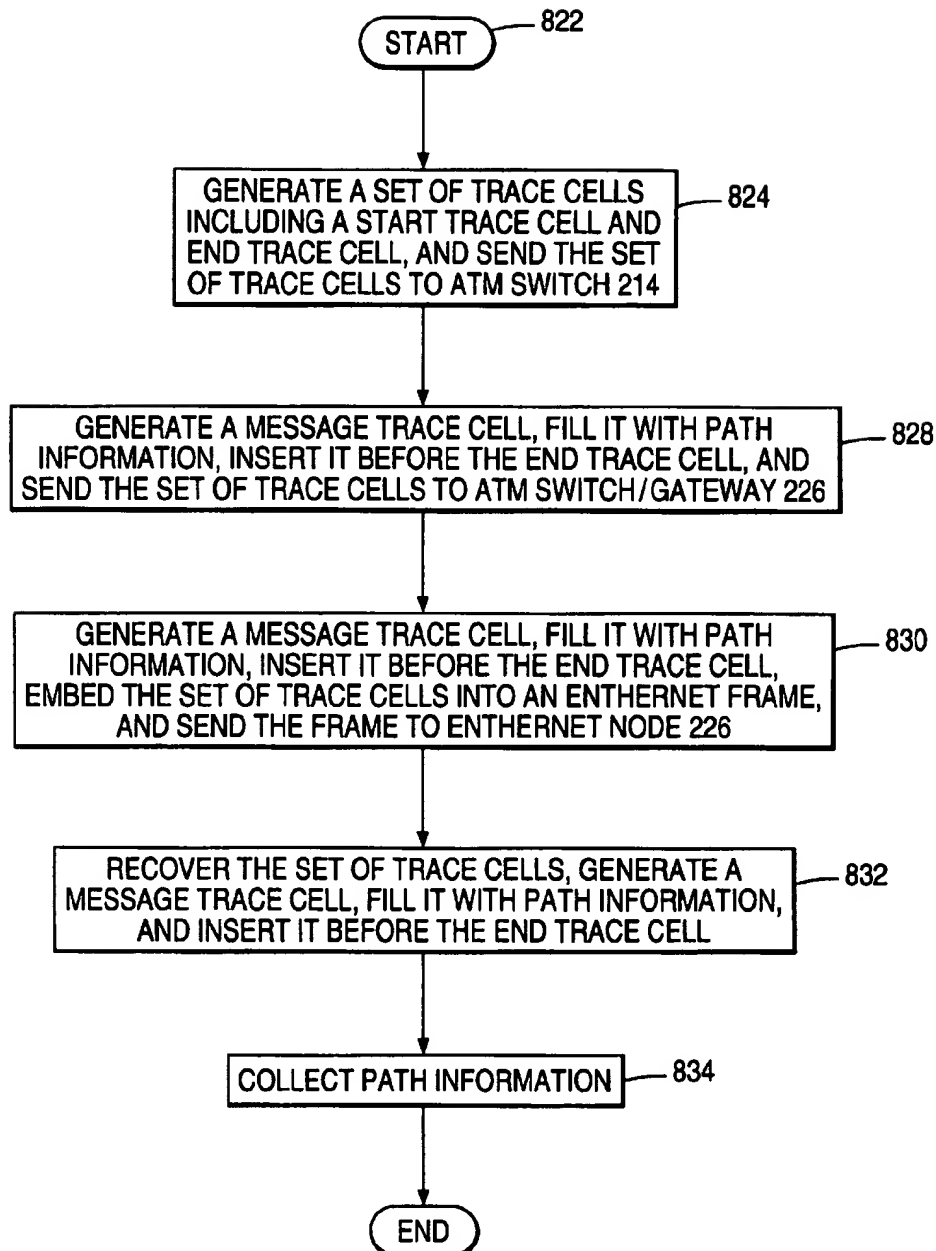 START
822
GENERATE A SET OF TRACE CELLS
INCLUDING A START TRACE CELL AND
END TRACE CELL, AND SEND THE SET
OF TRACE CELLS TO ATM SWITCH 214
824
GENERATE A MESSAGE TRACE CELL, FILL IT WITH PATH
INFORMATION, INSERT IT BEFORE THE END TRACE CELL, AND
SEND THE SET OF TRACE CELLS TO ATM SWITCH/GATEWAY 226
828
GENERATE A MESSAGE TRACE CELL, FILL IT WITH PATH
INFORMATION, INSERT IT BEFORE THE END TRACE CELL,
EMBED THE SET OF TRACE CELLS INTO AN ENTHERNET FRAME,
AND SEND THE FRAME TO ENTHERNET NODE 226
830
RECOVER THE SET OF TRACE CELLS, GENERATE A
MESSAGE TRACE CELL, FILL IT WITH PATH INFORMATION,
AND INSERT IT BEFORE THE END TRACE CELL
832
COLLECT PATH INFORMATION
834
END